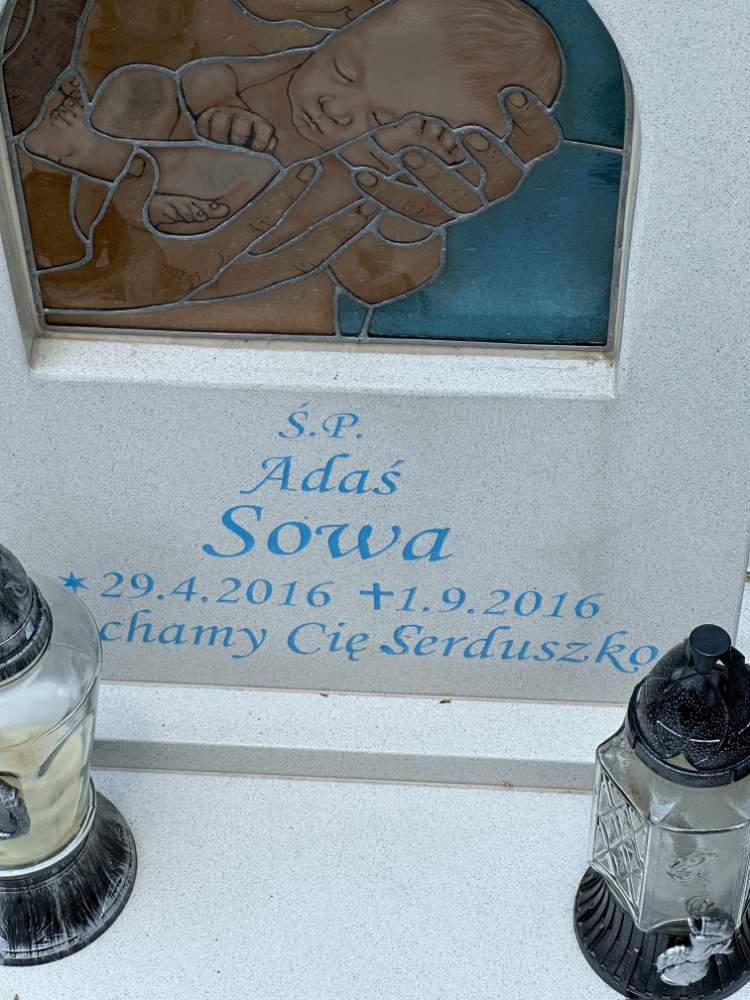 Ś.P.
Adaś
Sowa
* 29.4.2016 ✝1.9.2016
chamy Cię Serduszko